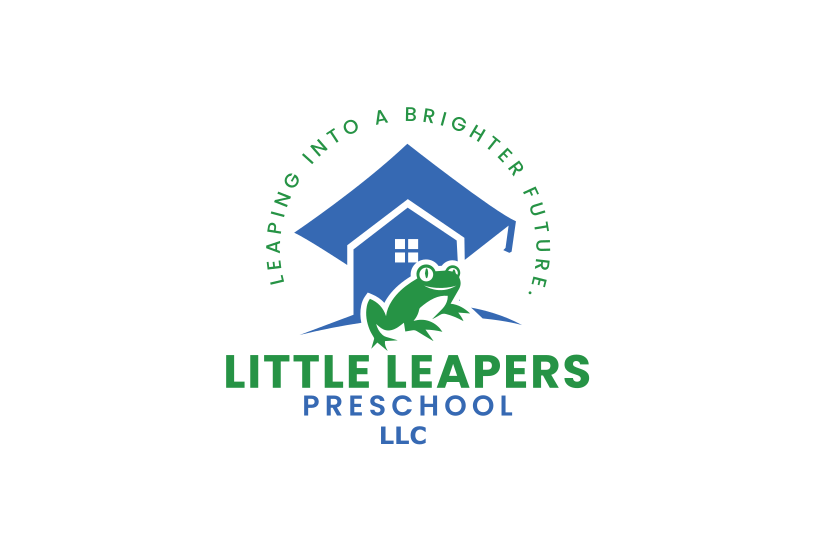 LEAPING INTO A BRIGHTER FUTURE.
LITTLE LEAPERS
PRESCHOOL
LLC